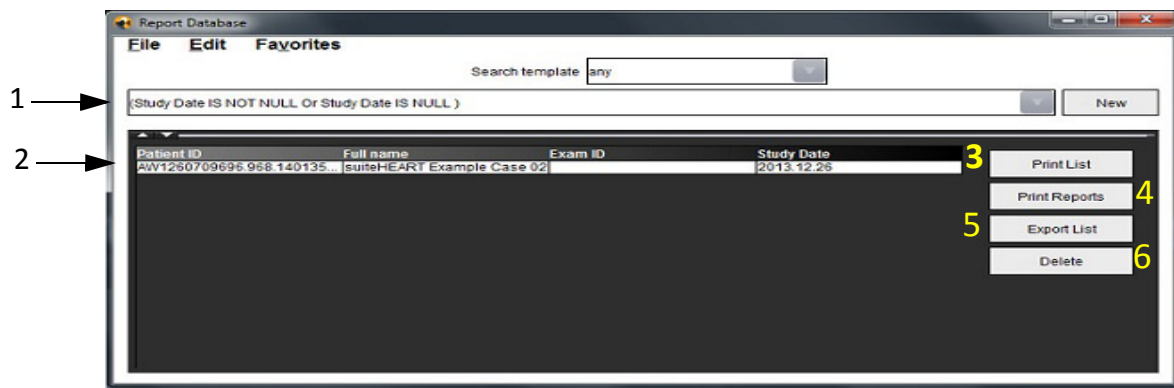 Report Database
File Edit Favorites
Search template any
1 (Study Date IS NOT NULL Or Study Date IS NULL ) New
2 Patient ID Full name Exam ID Study Date
AW1260709696.968.140135... suiteHEART Example Case 02 2013.12.26
3 Print List
Print Reports 4
5 Export List
Delete 6